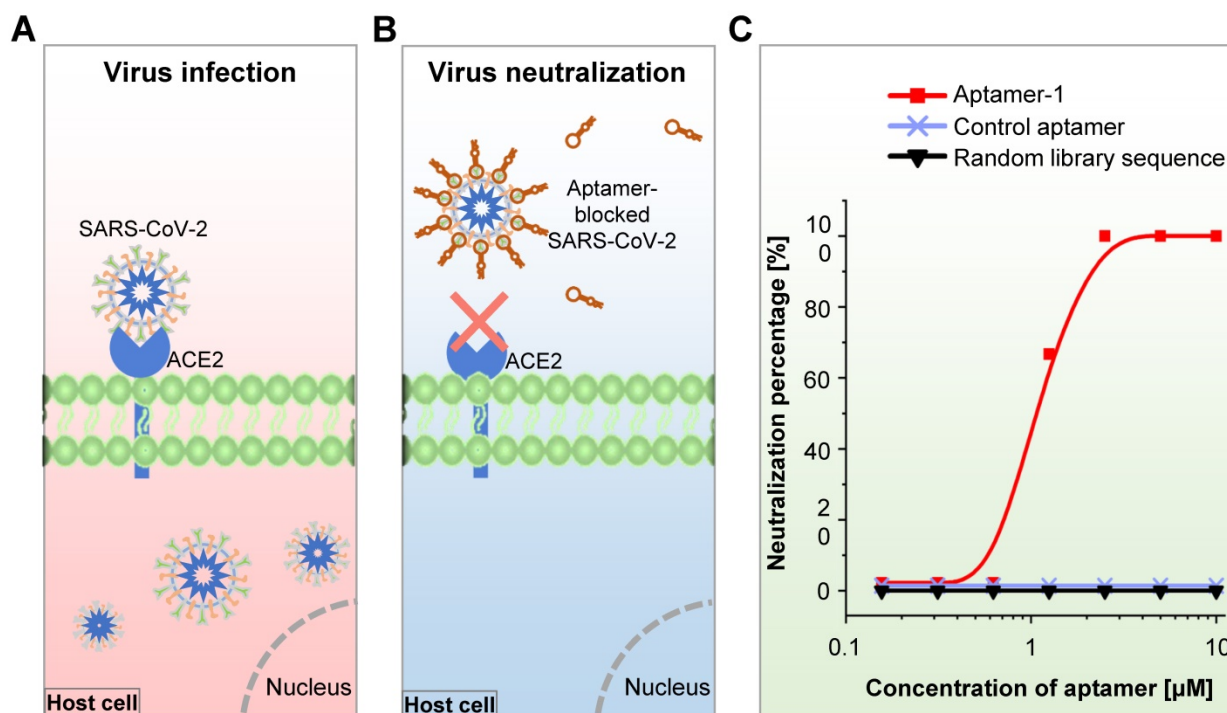 A
Virus infection
SARS-CoV-2
ACE2
Host cell
Nucleus
B
Virus neutralization
Aptamer-
blocked
SARS-CoV-2
ACE2
Host cell
Nucleus
C
Aptamer-1
Control aptamer
Random library sequence
Neutralization percentage [%]
10
0
80
60
40
2
0
0
0.1
1
10
Concentration of aptamer [µM]